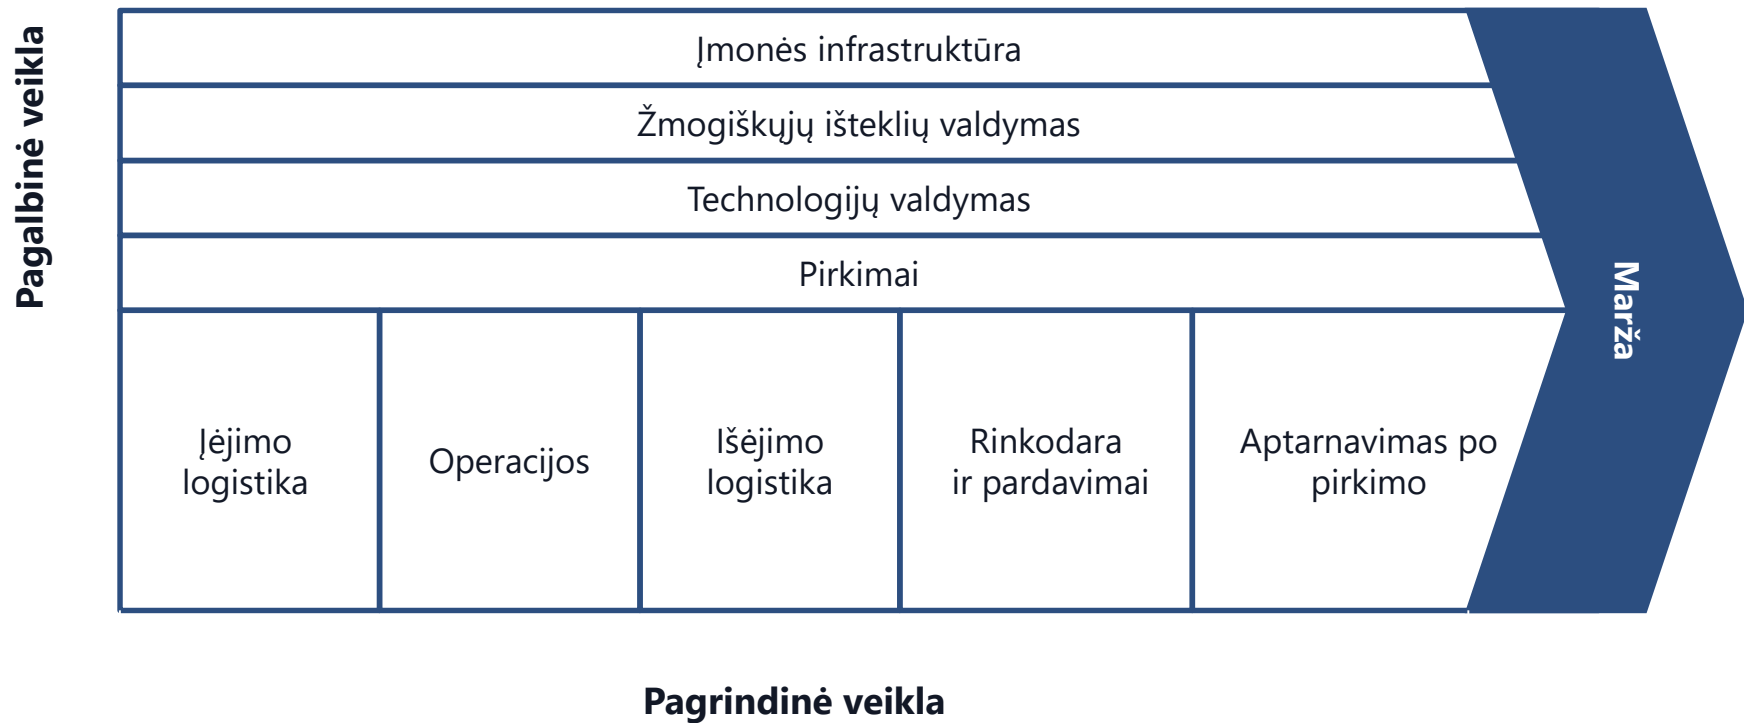 Pagalbinė veikla
Įmonės infrastruktūra
Žmogiškųjų išteklių valdymas
Technologijų valdymas
Pirkimai
Marža
Įėjimo
logistika
Operacijos
Išėjimo
logistika
Rinkodara
ir pardavimai
Aptarnavimas po
pirkimo
Pagrindinė veikla